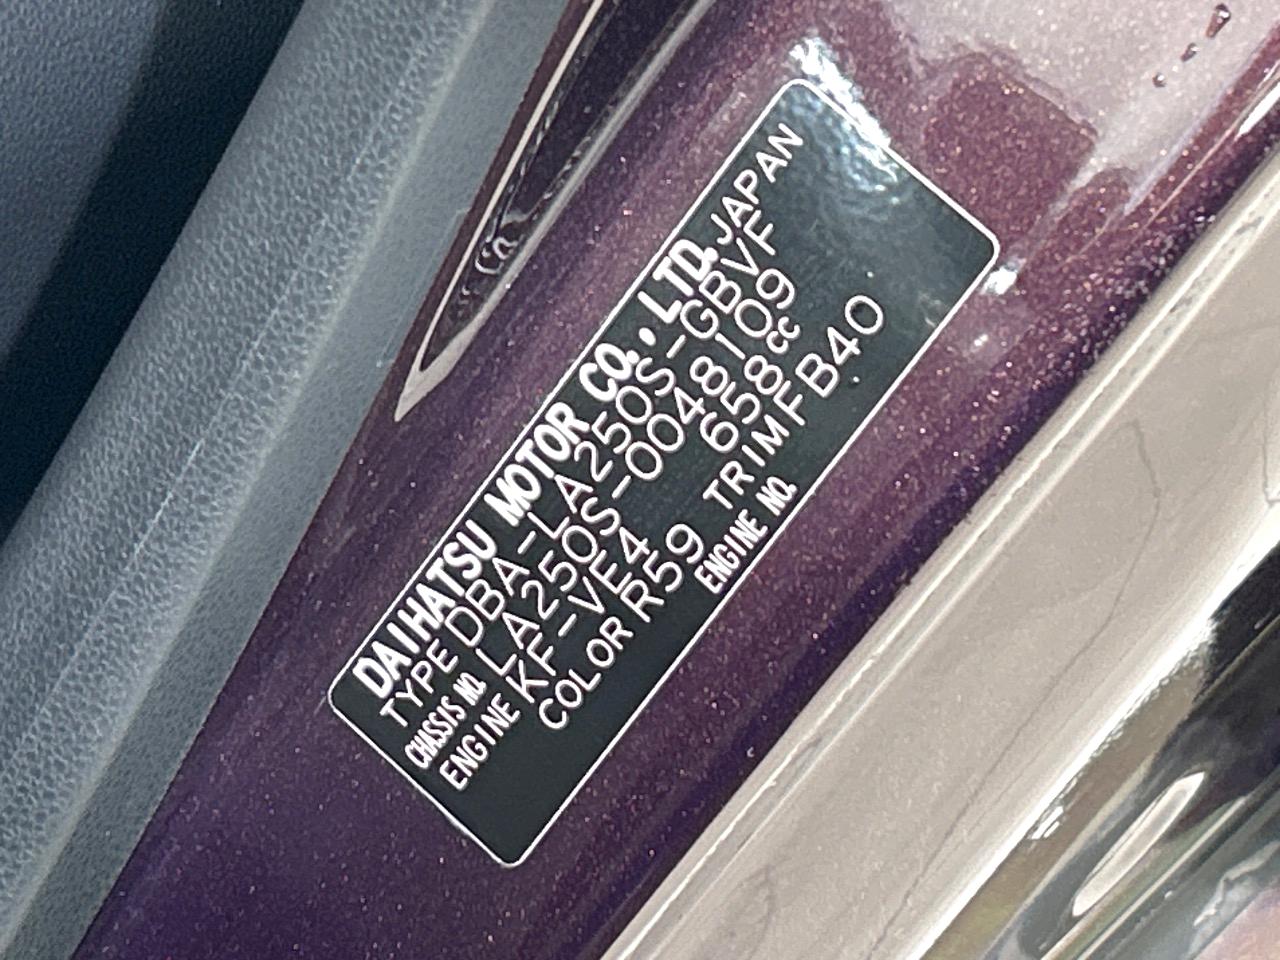 DAIHATSU MOTOR CO., LTD. JAPAN
TYPE DBA-LA250S-GBVF
CHASSIS NO. LA250S-0048109
ENGINE KF-VE4 658cc
COLOR R59 TRIM FB40
ENGINE NO.